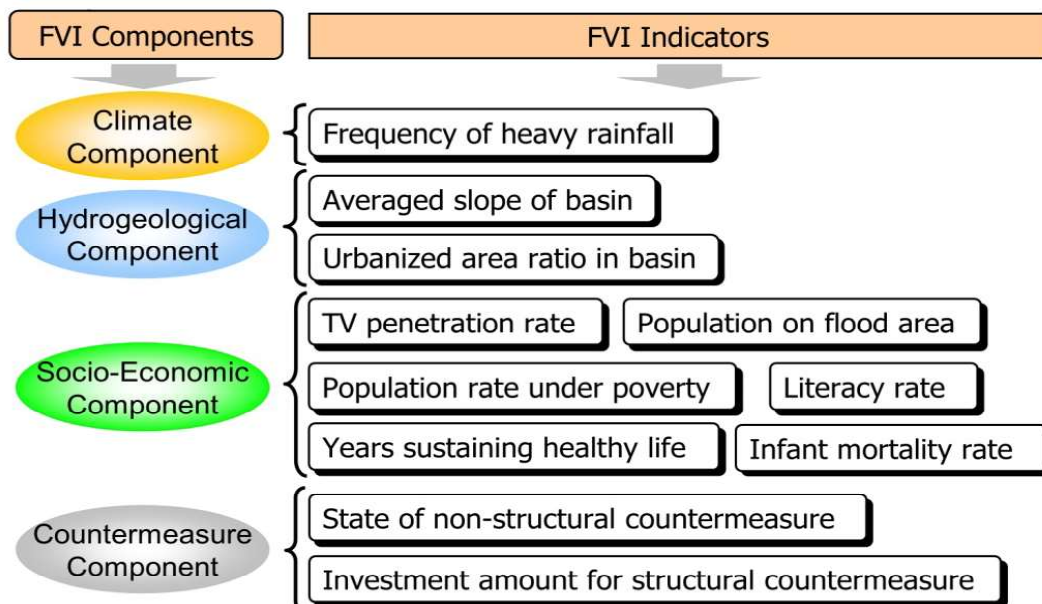 FVI Components
FVI Indicators
Climate
Component
Frequency of heavy rainfall
Hydrogeological
Component
Averaged slope of basin
Urbanized area ratio in basin
Socio-Economic
Component
TV penetration rate
Population on flood area
Population rate under poverty
Literacy rate
Years sustaining healthy life
Infant mortality rate
Countermeasure
Component
State of non-structural countermeasure
Investment amount for structural countermeasure